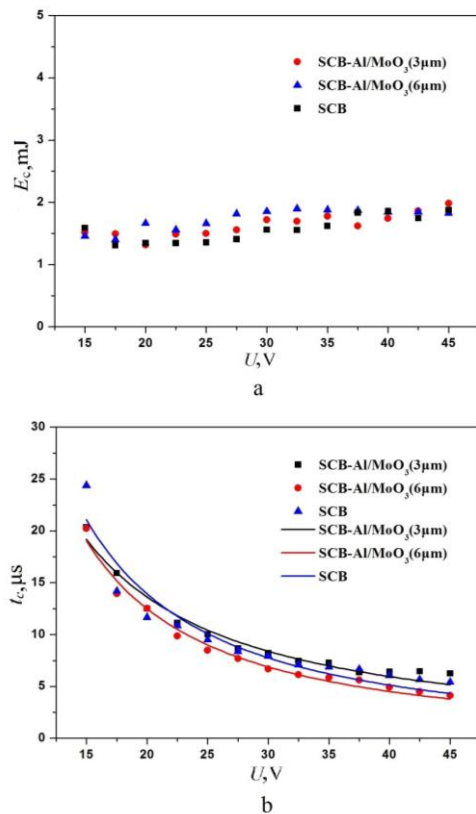 5
4
3
2
1
0
E_c,mJ
SCB-Al/MoO₃(3μm)
SCB-Al/MoO₃(6μm)
SCB
15 20 25 30 35 40 45
U,V
a
30
25
20
15
10
5
0
t_c,μs
SCB-Al/MoO₃(3μm)
SCB-Al/MoO₃(6μm)
SCB
SCB-Al/MoO₃(3μm)
SCB-Al/MoO₃(6μm)
SCB
15 20 25 30 35 40 45
U,V
b